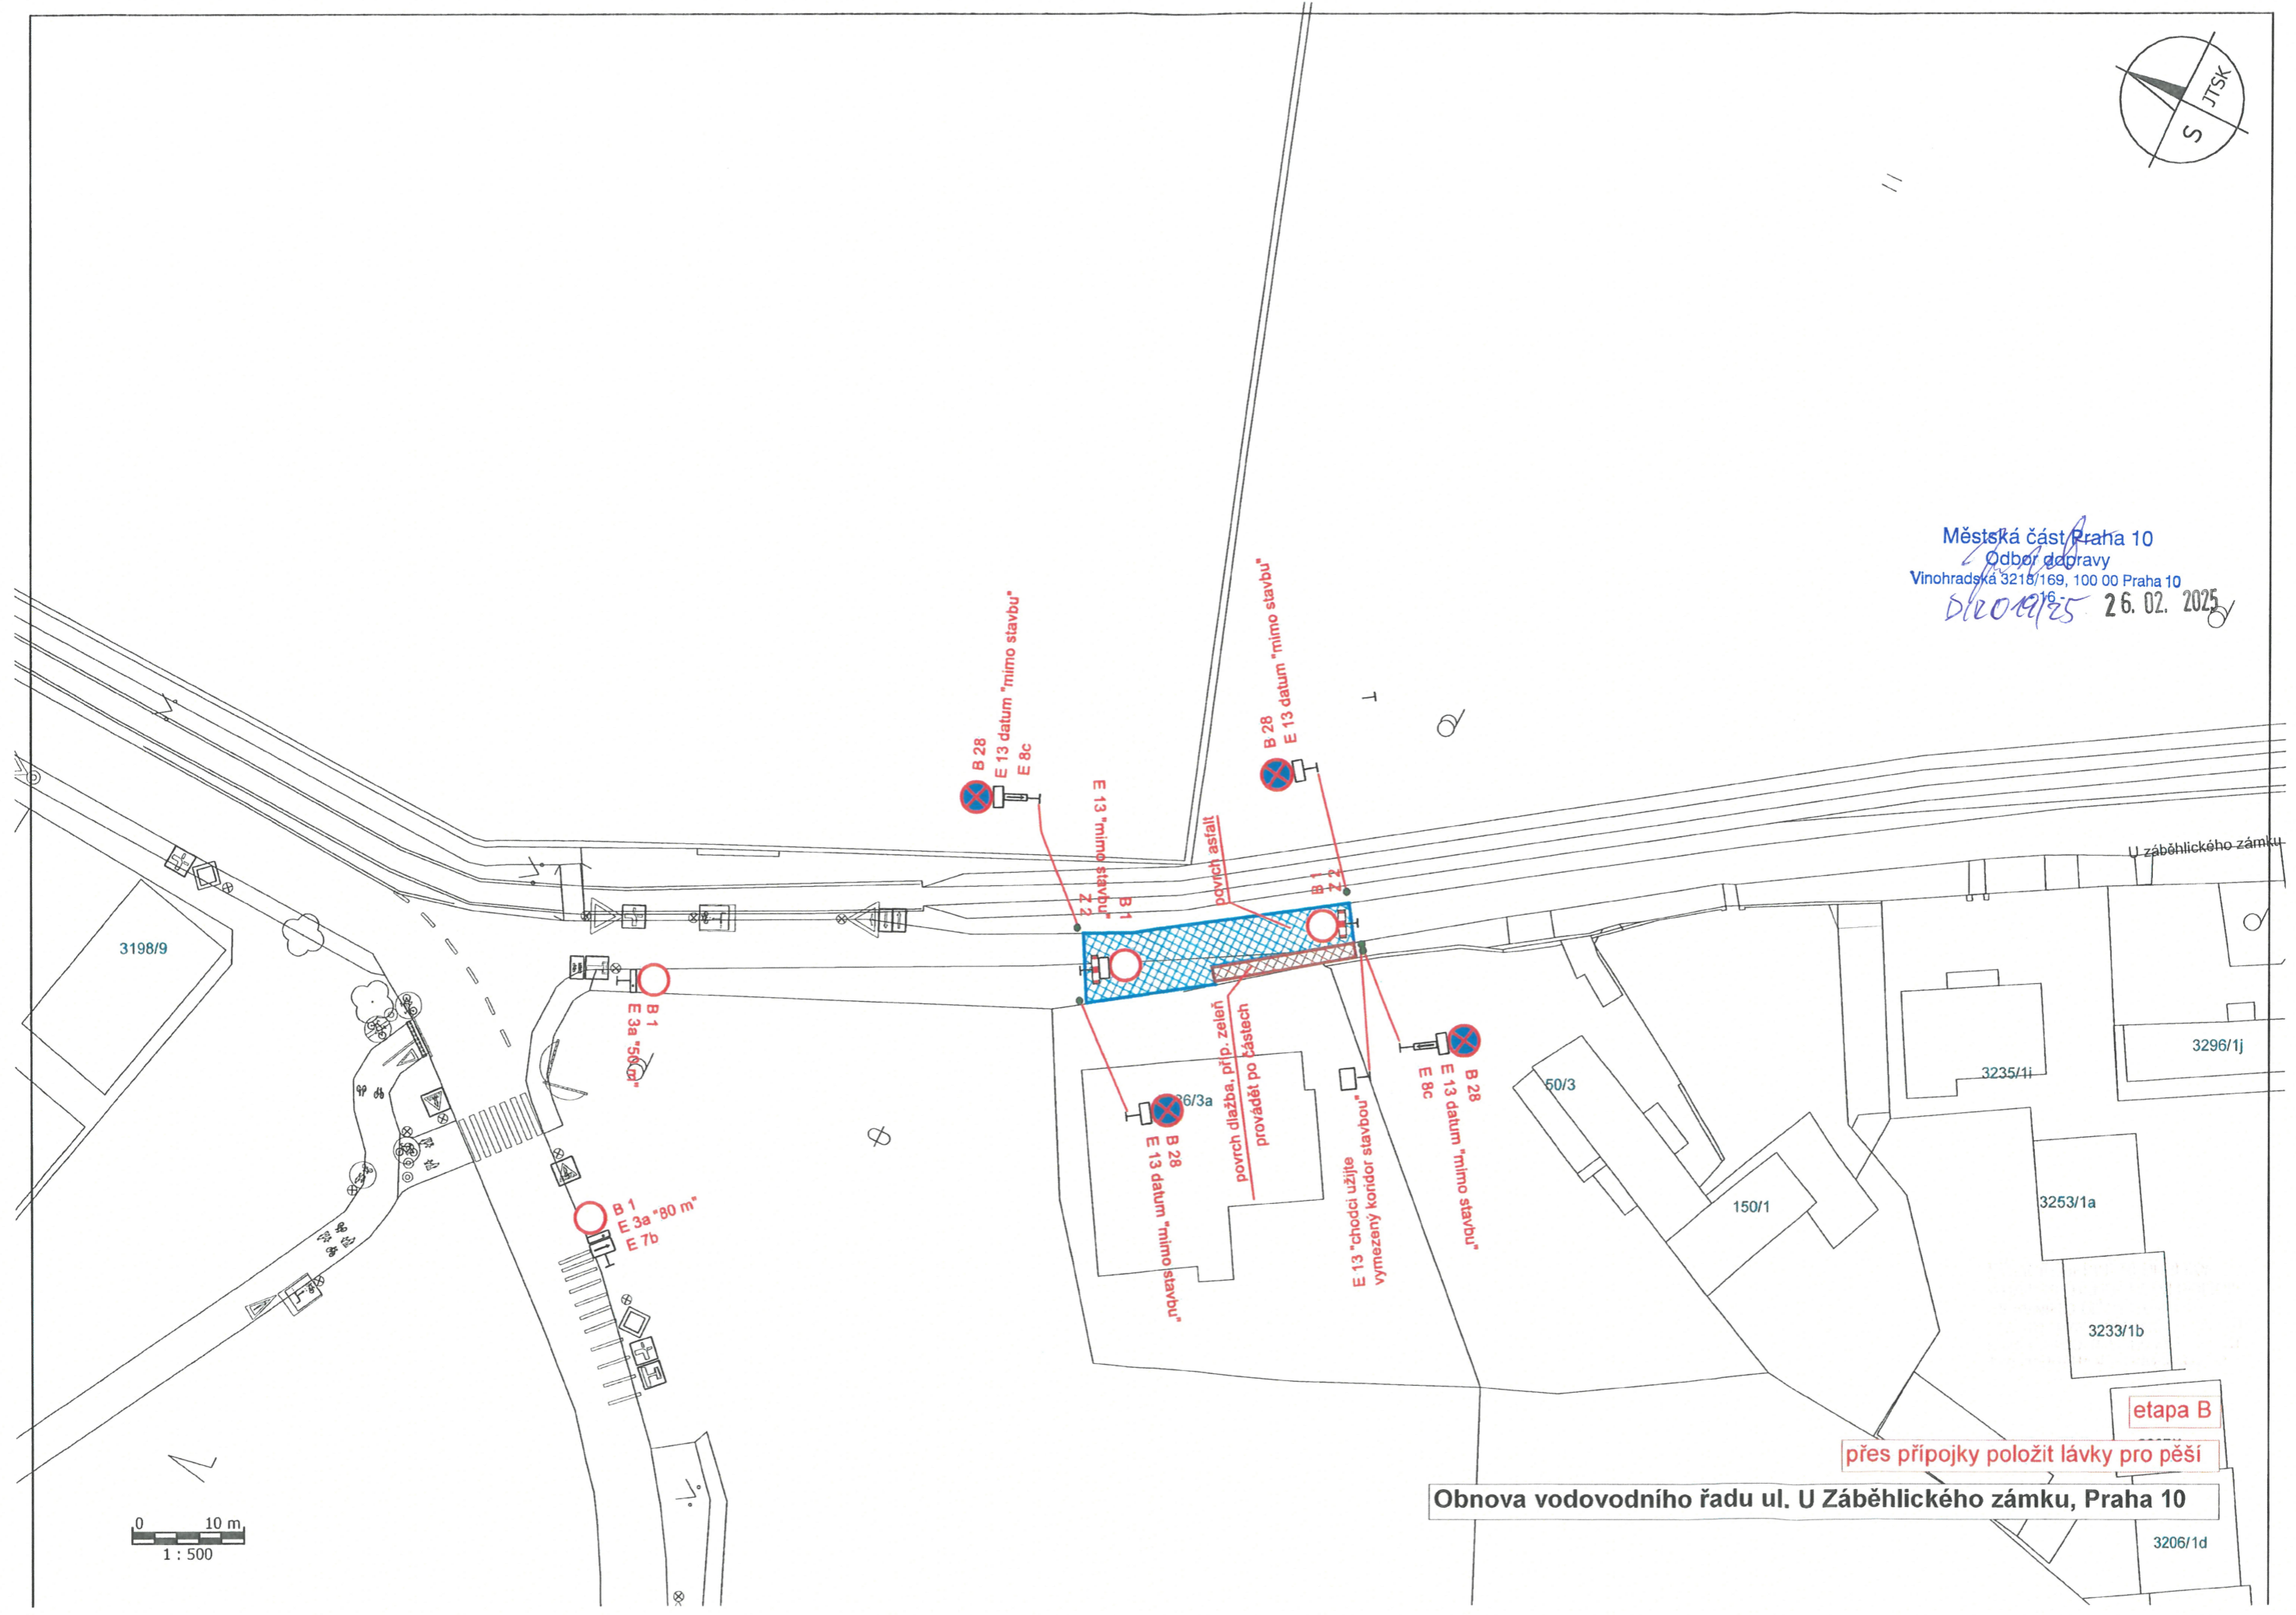 JTSK
S
Městská část Praha 10
Odbor dopravy
Vinohradská 3218/169, 100 00 Praha 10
-16-
26. 02. 2025
B 28
E 13 datum "mimo stavbu"
B 28
E 13 datum "mimo stavbu"
E 8c
E 13 "mimo stavbu"
Z 2
B 1
povrch asfalt
B 1
Z 2
U záběhlického zámku
3198/9
B 1
E 3a "50 m"
povrch dlažba, příp. zeleň
provádět po částech
B 28
E 13 datum "mimo stavbu"
E 13 "chodci užijte
vymezený koridor stavbou"
B 28
E 13 datum "mimo stavbu"
E 8c
50/3
3235/1i
3296/1j
150/1
3253/1a
3233/1b
B 1
E 3a "80 m"
E 7b
etapa B
přes přípojky položit lávky pro pěší
Obnova vodovodního řadu ul. U Záběhlického zámku, Praha 10
3206/1d
0 10 m
1 : 500